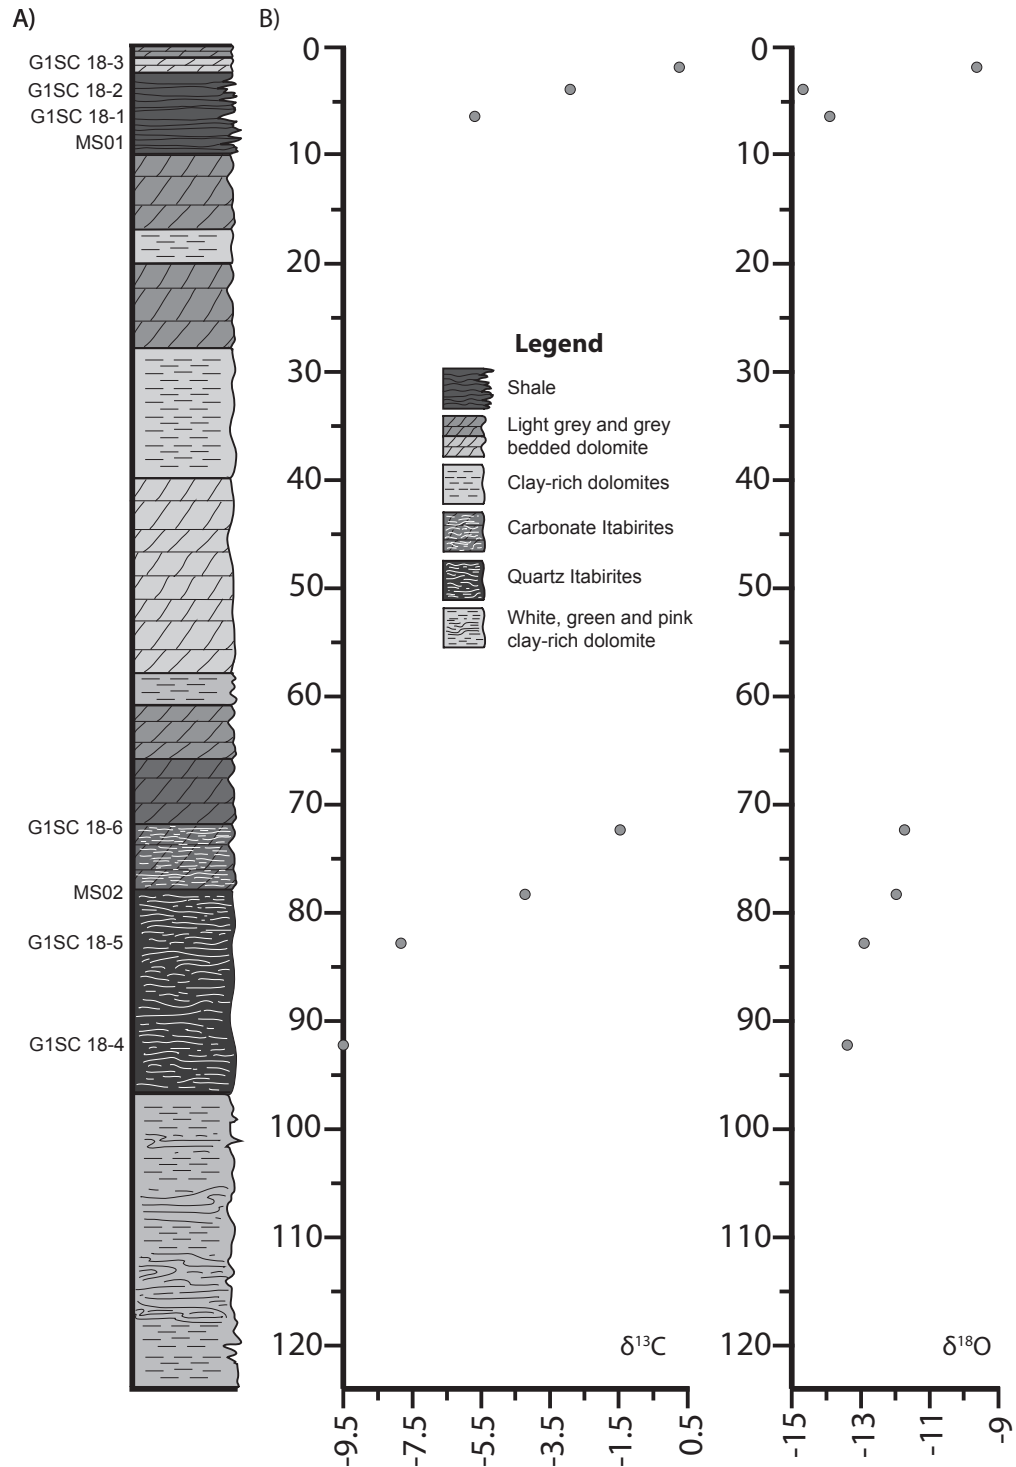 A)
G1SC 18-3
G1SC 18-2
G1SC 18-1
MS01
G1SC 18-6
MS02
G1SC 18-5
G1SC 18-4
B)
0
10
20
30
40
50
60
70
80
90
100
110
120
Legend
Shale
Light grey and grey
bedded dolomite
Clay-rich dolomites
Carbonate Itabirites
Quartz Itabirites
White, green and pink
clay-rich dolomite
δ¹³C
-9.5
-7.5
-5.5
-3.5
-1.5
0.5
0
10
20
30
40
50
60
70
80
90
100
110
120
δ¹⁸O
-15
-13
-11
-9